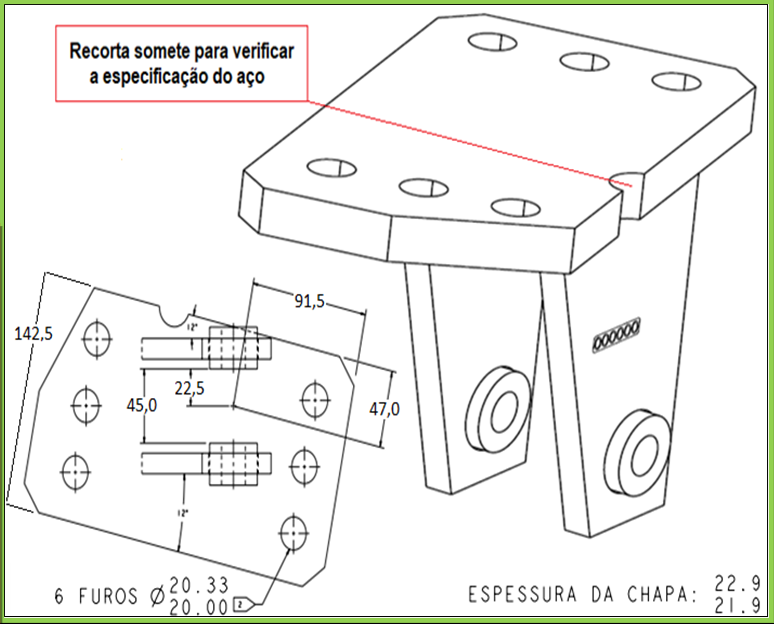 Recorta somete para verificar
a especificação do aço
91,5
142,5
12°
22,5
45,0
47,0
12°
6 FUROS Ø 20.33
20.00
2
ESPESSURA DA CHAPA: 22.9
21.9